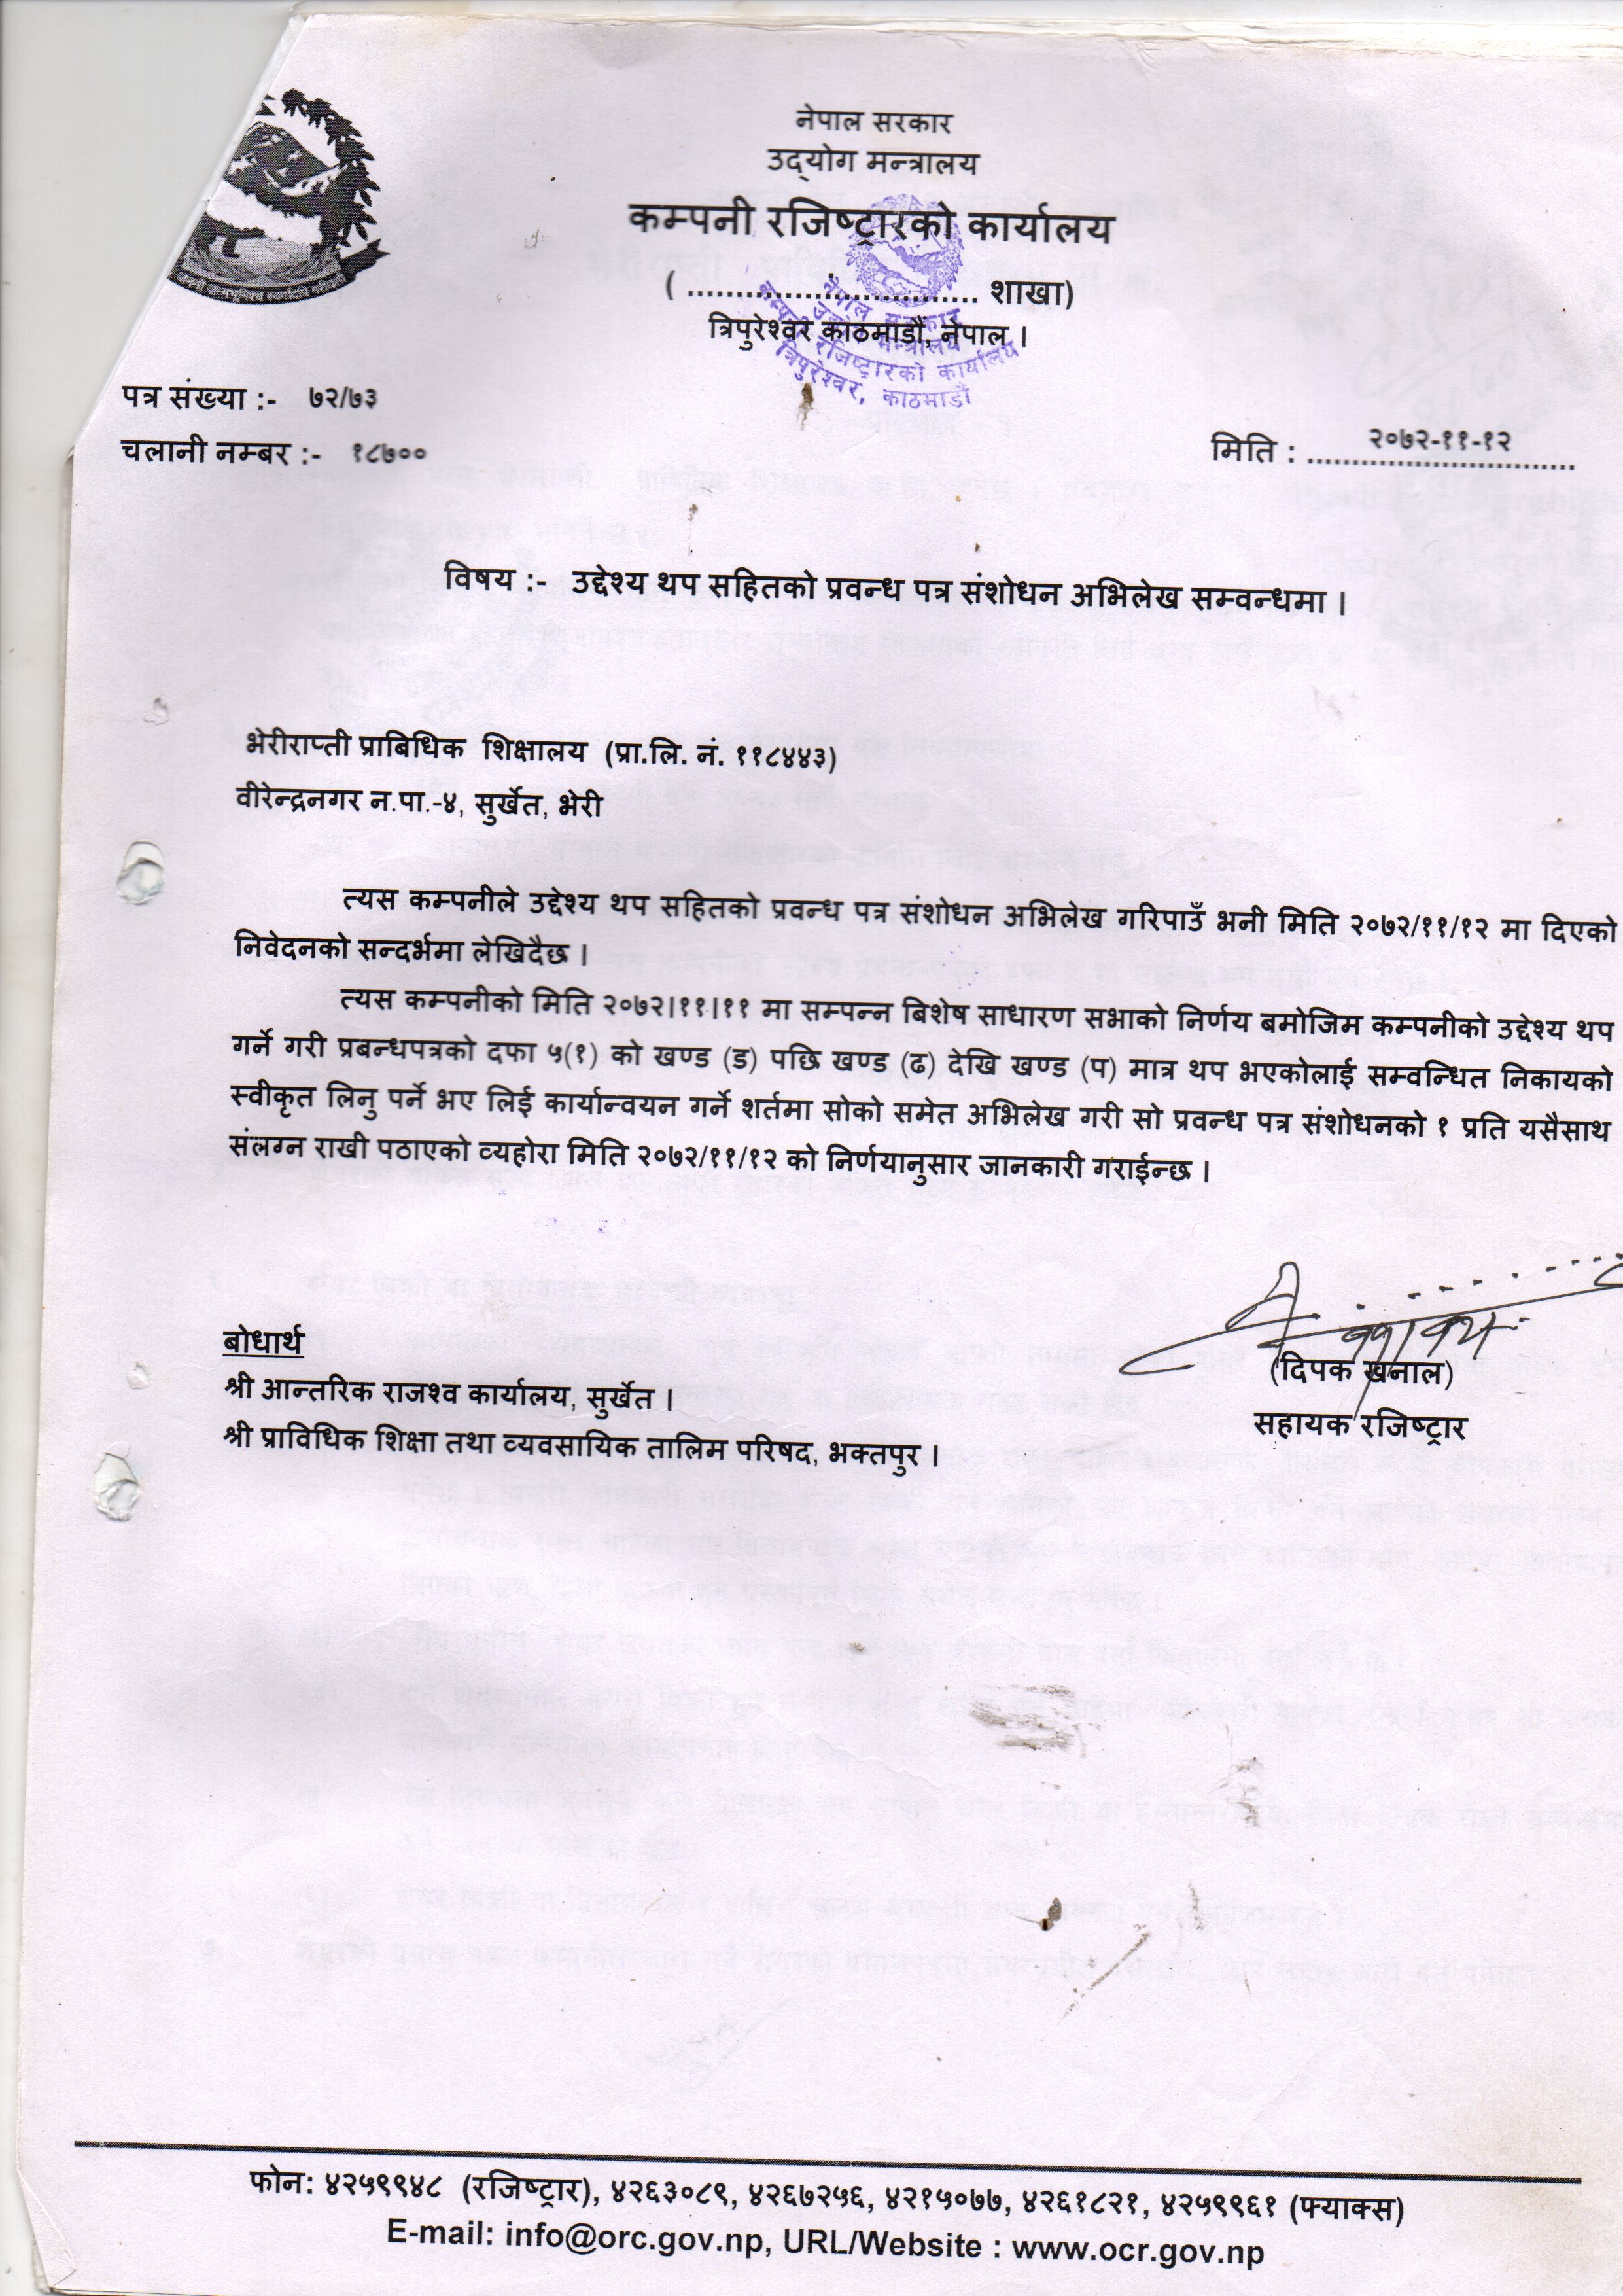 नेपाल सरकार
उद्योग मन्त्रालय
कम्पनी रजिष्ट्रारको कार्यालय
( .............................. शाखा)
त्रिपुरेश्वर काठमाडौं, नेपाल ।
नेपाल सरकार
उद्योग मन्त्रालय
कम्पनी रजिष्ट्रारको कार्यालय
त्रिपुरेश्वर, काठमाडौं
पत्र संख्या :- ७२/७३
चलानी नम्बर :- १८७००
मिति : २०७२-११-१२
विषय :- उद्देश्य थप सहितको प्रवन्ध पत्र संशोधन अभिलेख सम्वन्धमा ।
भेरीराप्ती प्राबिधिक शिक्षालय (प्रा.लि. नं. ११८४४३)
वीरेन्द्रनगर न.पा.-४, सुर्खेत, भेरी
त्यस कम्पनीले उद्देश्य थप सहितको प्रवन्ध पत्र संशोधन अभिलेख गरिपाउँ भनी मिति २०७२/११/१२ मा दिएको
निवेदनको सन्दर्भमा लेखिदैछ ।
त्यस कम्पनीको मिति २०७२।११।११ मा सम्पन्न बिशेष साधारण सभाको निर्णय बमोजिम कम्पनीको उद्देश्य थप
गर्ने गरी प्रबन्धपत्रको दफा ५(१) को खण्ड (ड) पछि खण्ड (ढ) देखि खण्ड (प) मात्र थप भएकोलाई सम्वन्धित निकायको
स्वीकृत लिनु पर्ने भए लिई कार्यान्वयन गर्ने शर्तमा सोको समेत अभिलेख गरी सो प्रवन्ध पत्र संशोधनको १ प्रति यसैसाथ
संलग्न राखी पठाएको व्यहोरा मिति २०७२/११/१२ को निर्णयानुसार जानकारी गराईन्छ ।
(दिपक खनाल)
सहायक रजिष्ट्रार
बोधार्थ
श्री आन्तरिक राजश्व कार्यालय, सुर्खेत ।
श्री प्राविधिक शिक्षा तथा व्यवसायिक तालिम परिषद, भक्तपुर ।
फोन: ४२५९९४८ (रजिष्ट्रार), ४२६३०८९, ४२६७२५६, ४२१५०७७, ४२६१८२१, ४२५९९६१ (फ्याक्स)
E-mail: info@orc.gov.np, URL/Website : www.ocr.gov.np